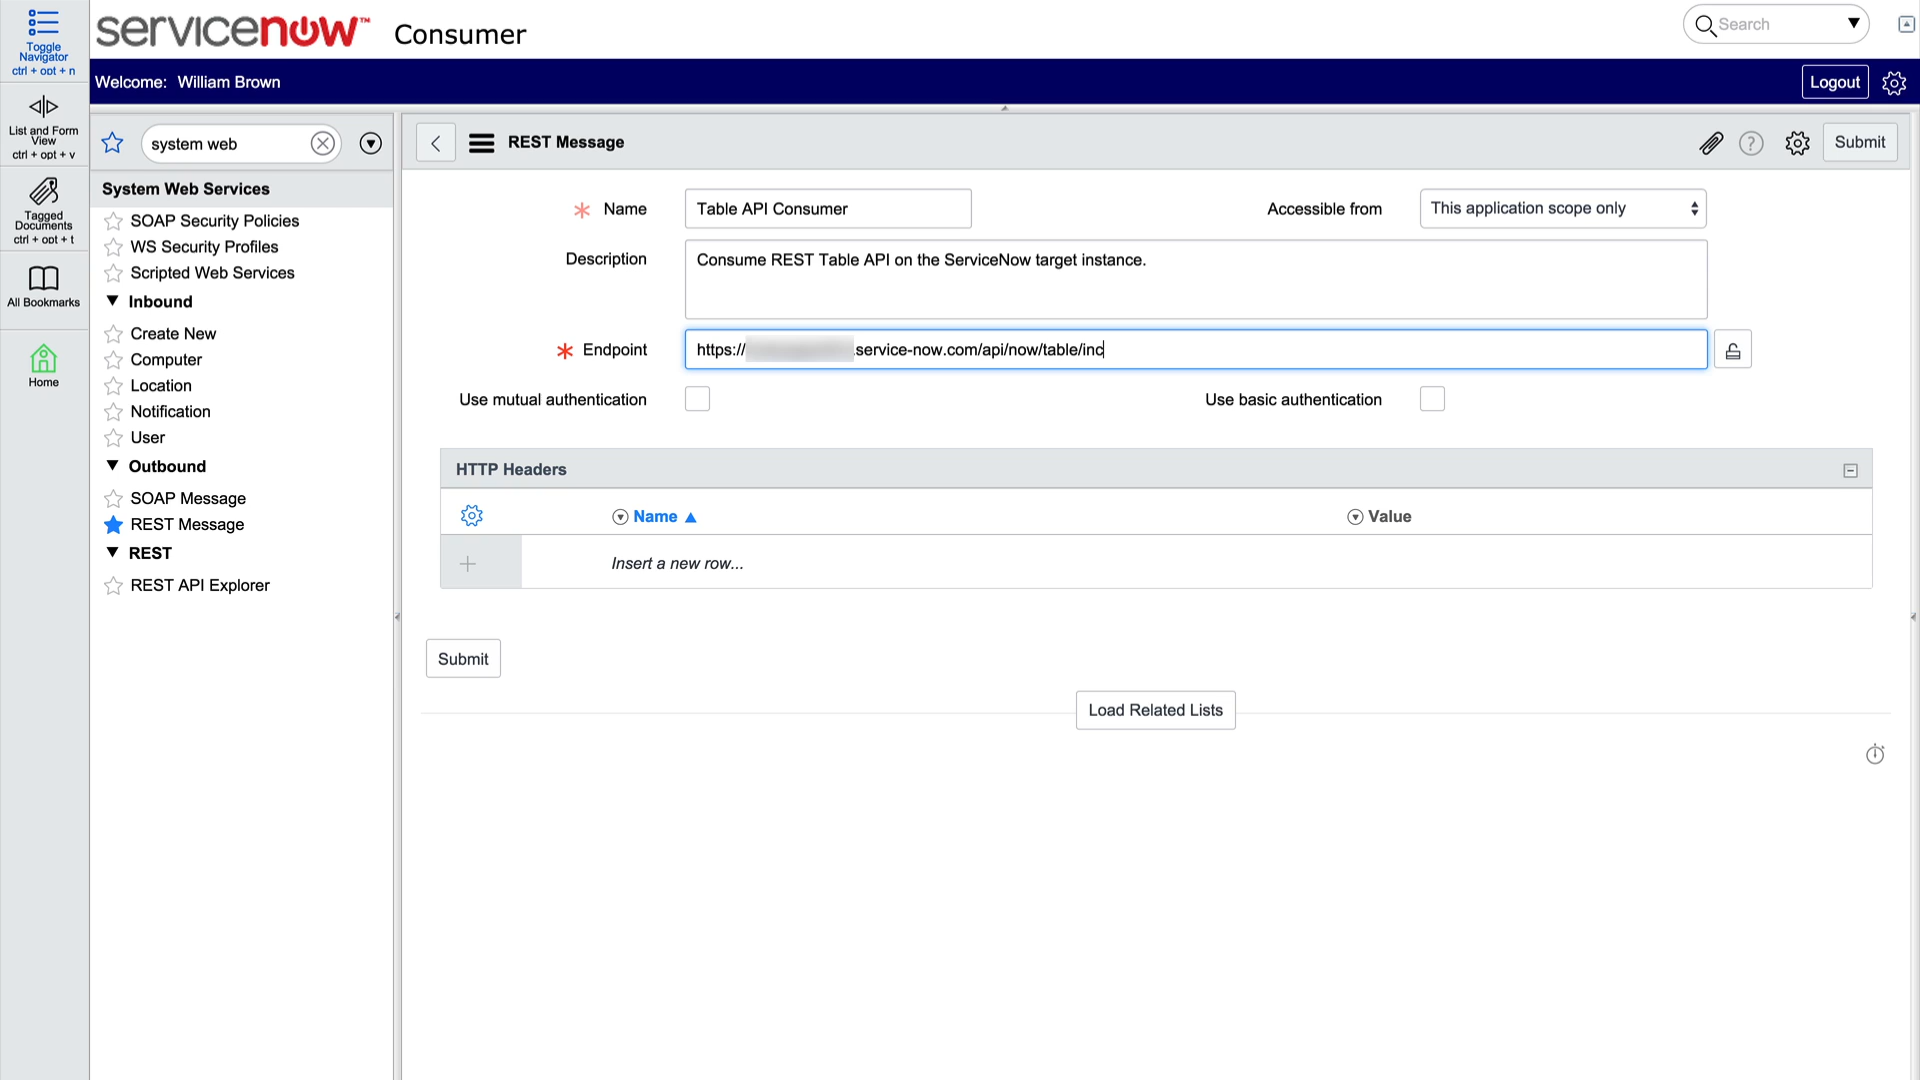 Toggle
Navigator
ctrl + opt + n
servicenow™ Consumer
Search
Welcome: William Brown
Logout
List and Form
View
ctrl + opt + v
system web
REST Message
Submit
System Web Services
Tagged
Documents
ctrl + opt + t
SOAP Security Policies
WS Security Profiles
Scripted Web Services
Inbound
Create New
Computer
Location
Notification
User
Outbound
SOAP Message
REST Message
REST
REST API Explorer
All Bookmarks
Home
Name Table API Consumer
Accessible from This application scope only
Description Consume REST Table API on the ServiceNow target instance.
Endpoint https:// .service-now.com/api/now/table/inc
Use mutual authentication
Use basic authentication
HTTP Headers
Name Value
Insert a new row...
Submit
Load Related Lists